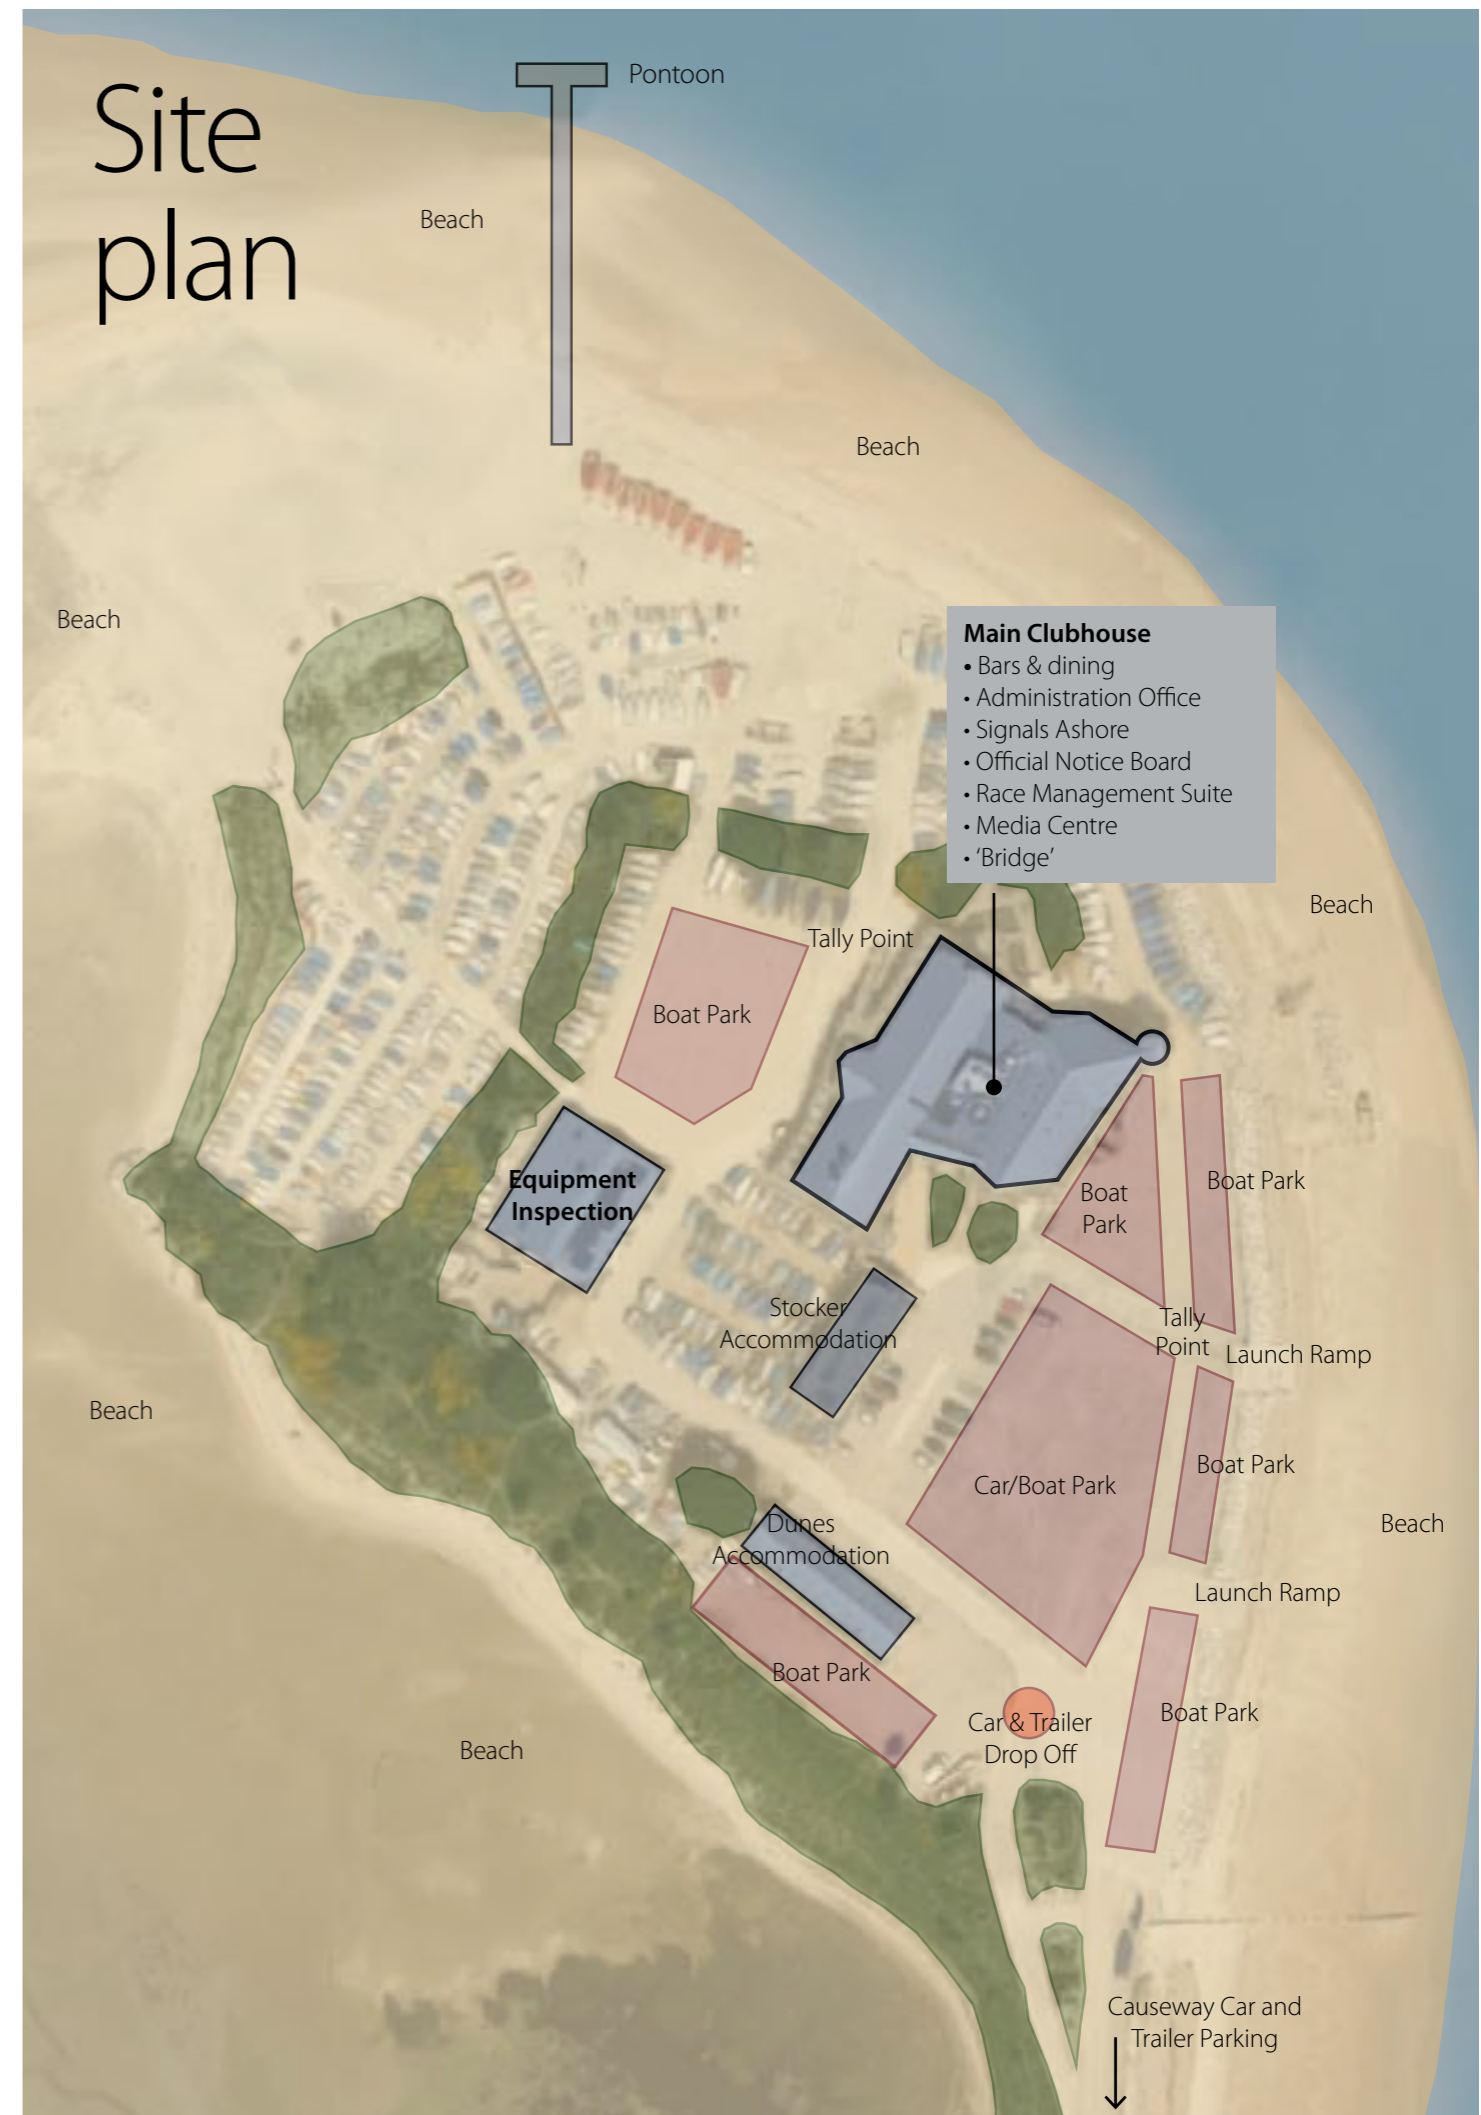 Site
plan
Pontoon
Beach
Beach
Beach
Main Clubhouse
• Bars & dining
• Administration Office
• Signals Ashore
• Official Notice Board
• Race Management Suite
• Media Centre
• ‘Bridge’
Beach
Tally Point
Boat Park
Equipment
Inspection
Boat
Park
Boat Park
Stocker
Accommodation
Tally
Point
Launch Ramp
Beach
Boat Park
Car/Boat Park
Beach
Dunes
Accommodation
Launch Ramp
Boat Park
Boat Park
Car & Trailer
Drop Off
Beach
Causeway Car and
Trailer Parking